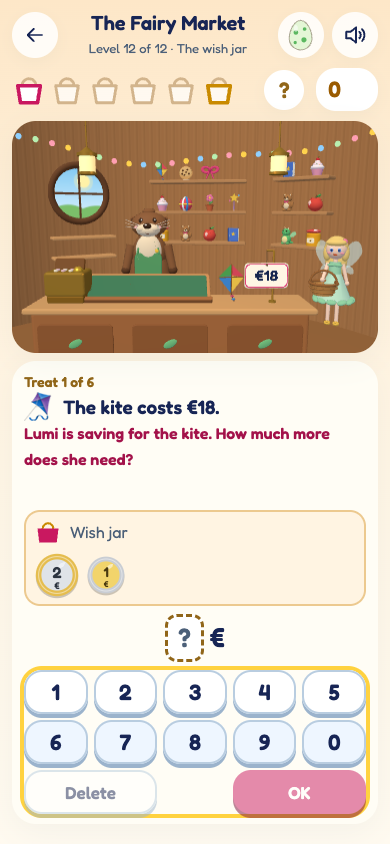 The Fairy Market
Level 12 of 12 · The wish jar
? 0
€18
Treat 1 of 6
The kite costs €18.
Lumi is saving for the kite. How much more
does she need?
Wish jar
2 € 1 €
? €
1 2 3 4 5
6 7 8 9 0
Delete OK